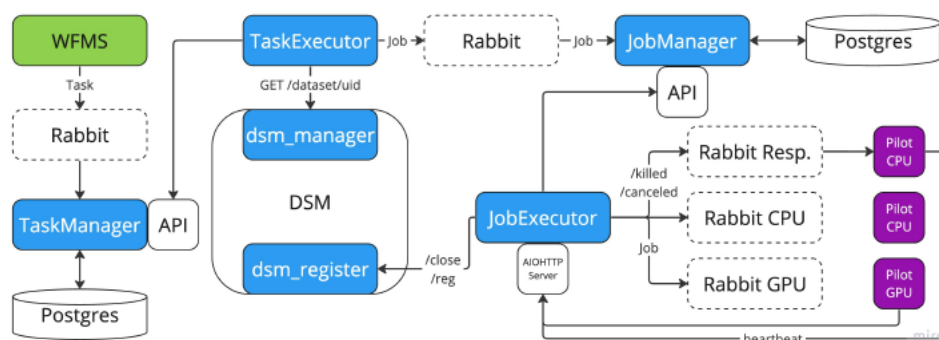 WFMS
TaskExecutor
Job
Rabbit
Job
JobManager
Postgres
Task
GET /dataset/uid
API
Rabbit
dsm_manager
DSM
dsm_register
TaskManager
API
Postgres
/killed
/canceled
Rabbit Resp.
Pilot
CPU
JobExecutor
Rabbit CPU
Pilot
CPU
Job
AIOHTTP
Server
/close
/reg
Rabbit GPU
Pilot
GPU
heartbeat